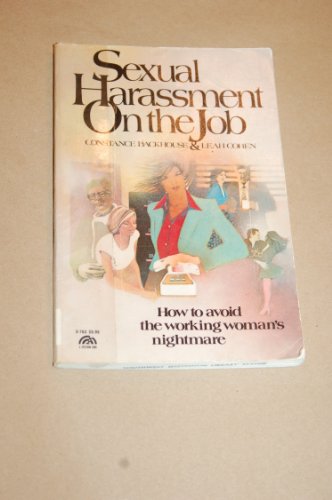 Sexual
Harassment
On the Job
CONSTANCE BACKHOUSE & LEAH COHEN
How to avoid
the working woman's
nightmare